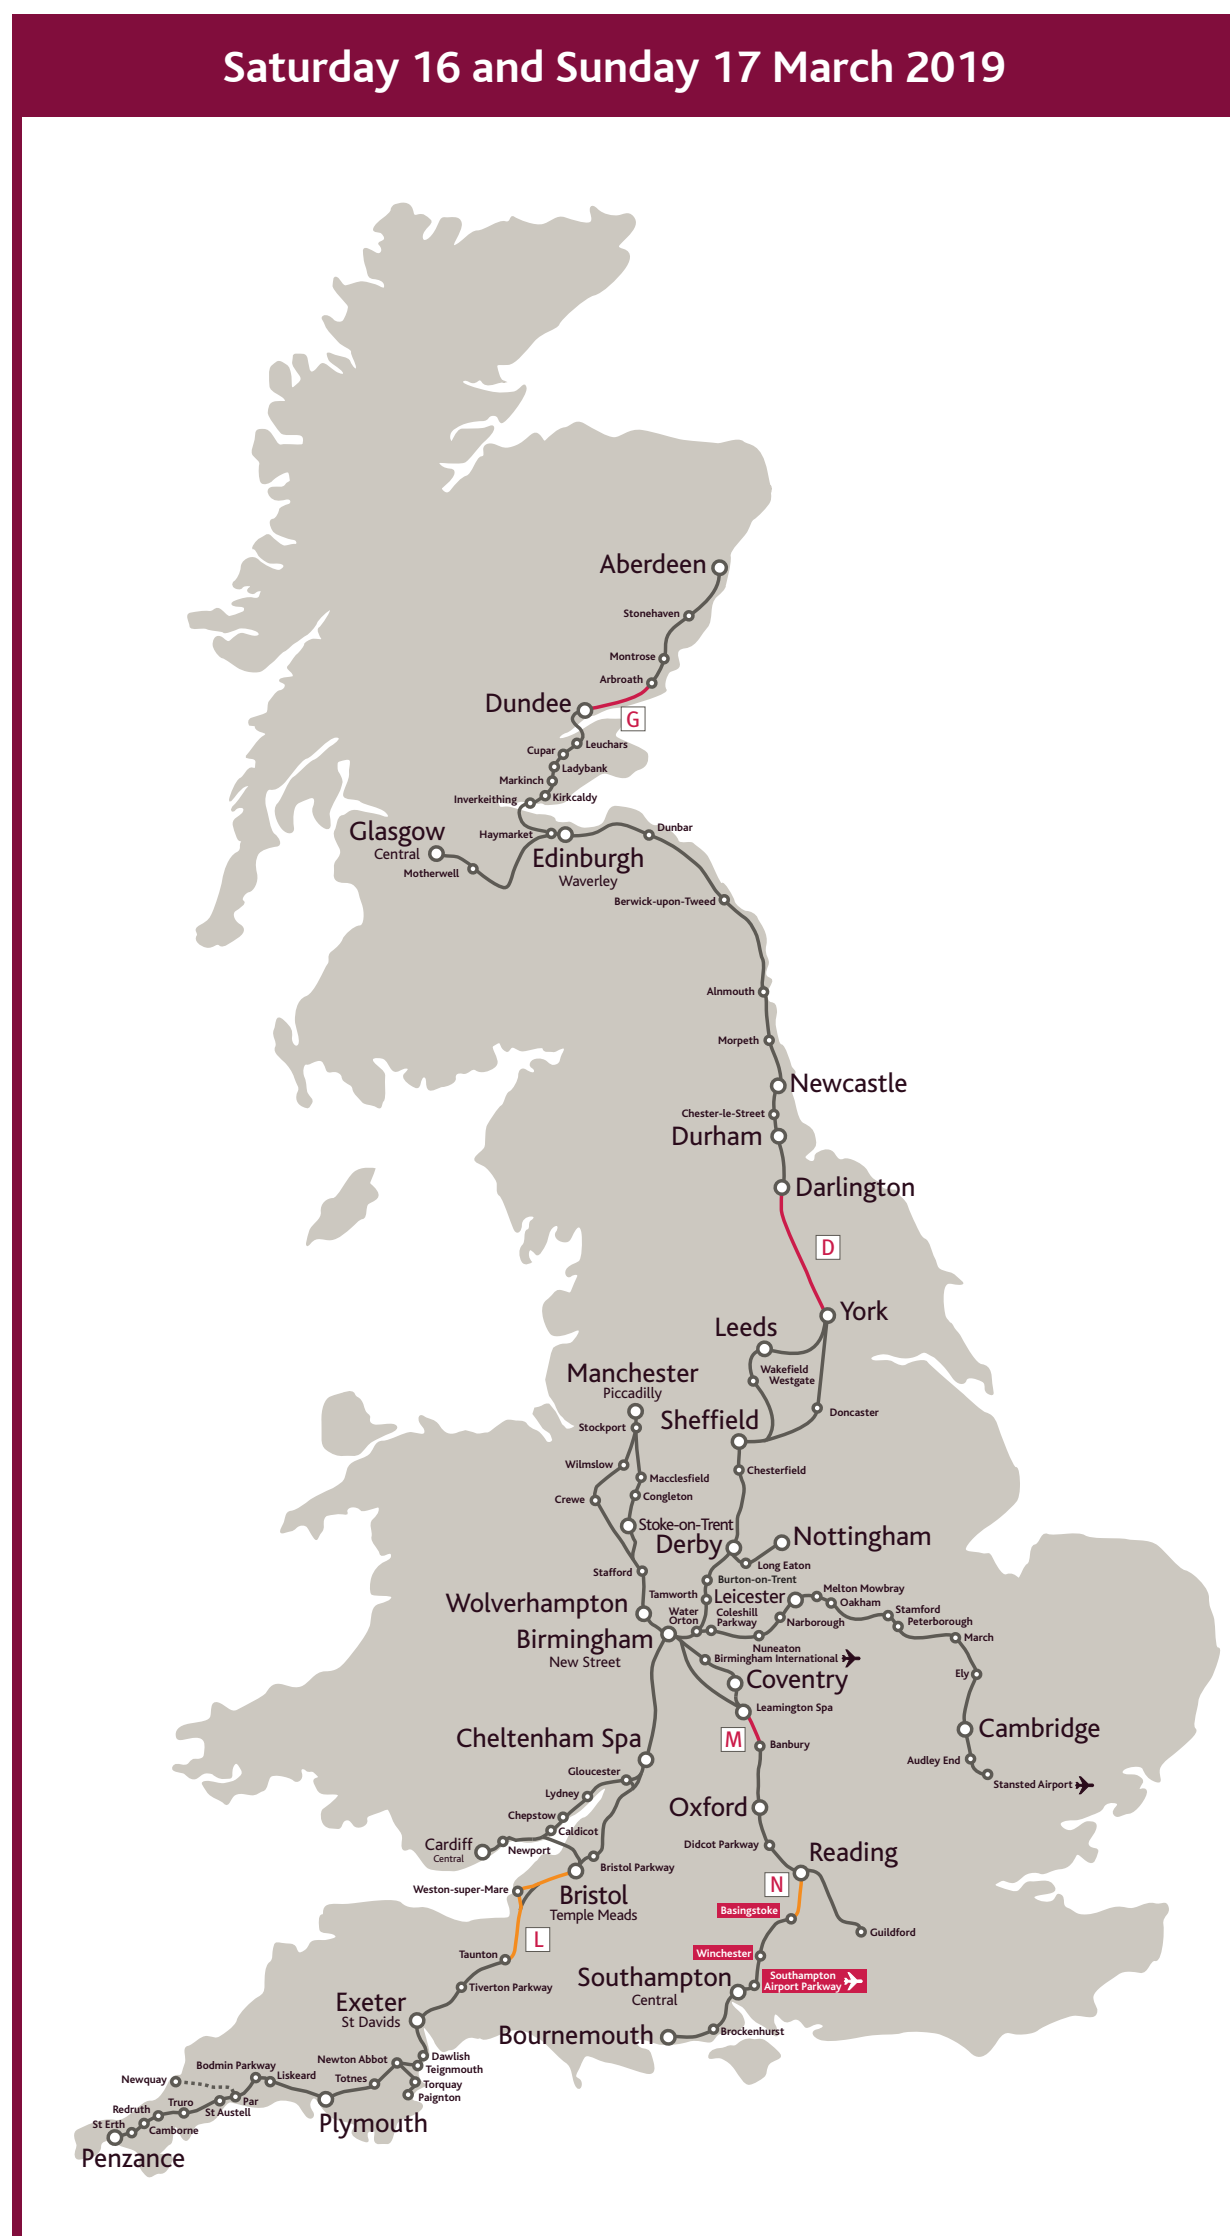 Saturday 16 and Sunday 17 March 2019
Aberdeen
Stonehaven
Montrose
Arbroath
Dundee
G
Leuchars
Cupar
Ladybank
Markinch
Kirkcaldy
Inverkeithing
Glasgow
Central
Motherwell
Haymarket
Edinburgh
Waverley
Dunbar
Berwick-upon-Tweed
Alnmouth
Morpeth
Newcastle
Chester-le-Street
Durham
Darlington
D
York
Leeds
Wakefield
Westgate
Manchester
Piccadilly
Doncaster
Sheffield
Stockport
Wilmslow
Chesterfield
Macclesfield
Crewe
Congleton
Stoke-on-Trent
Derby
Nottingham
Long Eaton
Stafford
Burton-on-Trent
Tamworth
Leicester
Melton Mowbray
Oakham
Stamford
Peterborough
Wolverhampton
Water
Orton
Coleshill
Parkway
Narborough
March
Birmingham
New Street
Nuneaton
Birmingham International
Ely
Coventry
Leamington Spa
Cambridge
M
Banbury
Audley End
Stansted Airport
Cheltenham Spa
Gloucester
Lydney
Chepstow
Caldicot
Oxford
Cardiff
Central
Newport
Didcot Parkway
Reading
Bristol Parkway
N
Weston-super-Mare
Bristol
Temple Meads
Basingstoke
Guildford
L
Taunton
Winchester
Southampton
Central
Southampton
Airport Parkway
Tiverton Parkway
Exeter
St Davids
Bournemouth
Brockenhurst
Dawlish
Teignmouth
Newton Abbot
Bodmin Parkway
Liskeard
Totnes
Torquay
Paignton
Newquay
Par
Truro
St Austell
Redruth
Camborne
St Erth
Plymouth
Penzance